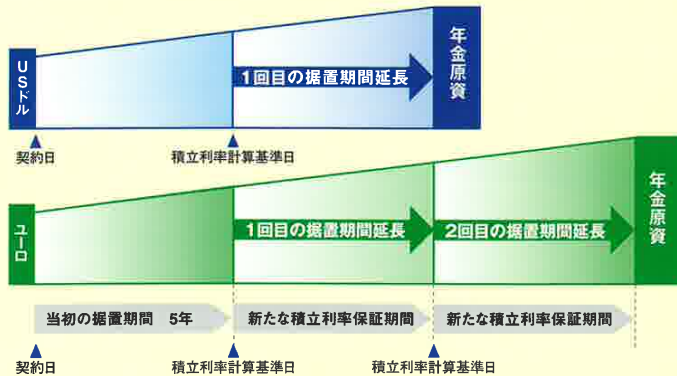 USドル
1回目の据置期間延長
年金原資
契約日
積立利率計算基準日
ユーロ
1回目の据置期間延長
2回目の据置期間延長
年金原資
当初の据置期間 5年
新たな積立利率保証期間
新たな積立利率保証期間
契約日
積立利率計算基準日
積立利率計算基準日